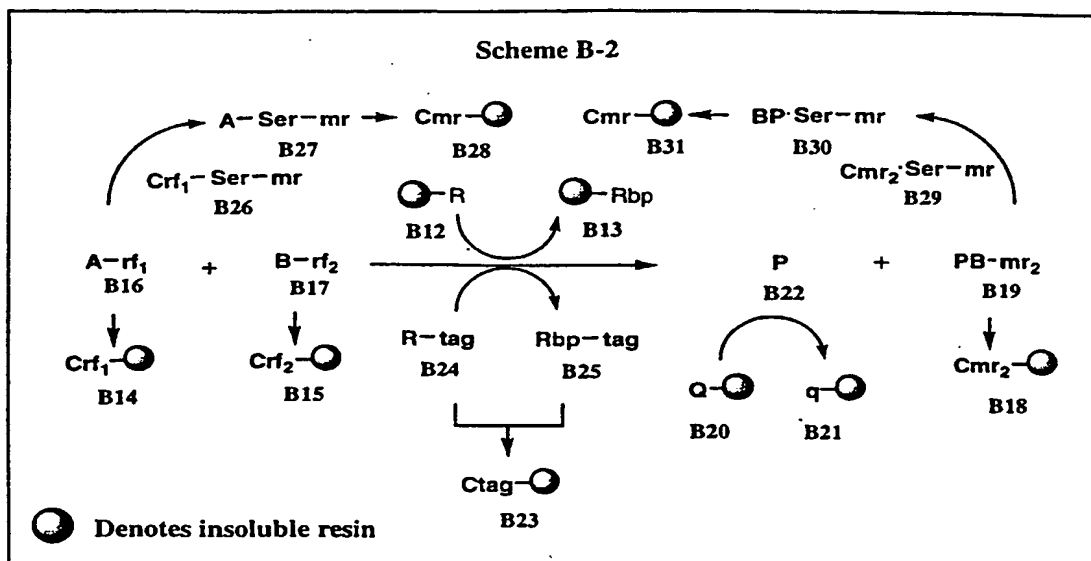 Scheme B-2
A-Ser-mr → Cmr-
B27 B28
Cmr- ← BP·Ser-mr
B31 B30
Crf₁-Ser-mr
B26
Cmr₂·Ser-mr
B29
R
B12
Rbp
B13
A-rf₁ + B-rf₂ → P + PB-mr₂
B16 B17 B22 B19
R-tag Rbp-tag
B24 B25
Crf₁-
B14
Crf₂-
B15
Q-
B20
q-
B21
Cmr₂-
B18
Ctag-
B23
Denotes insoluble resin